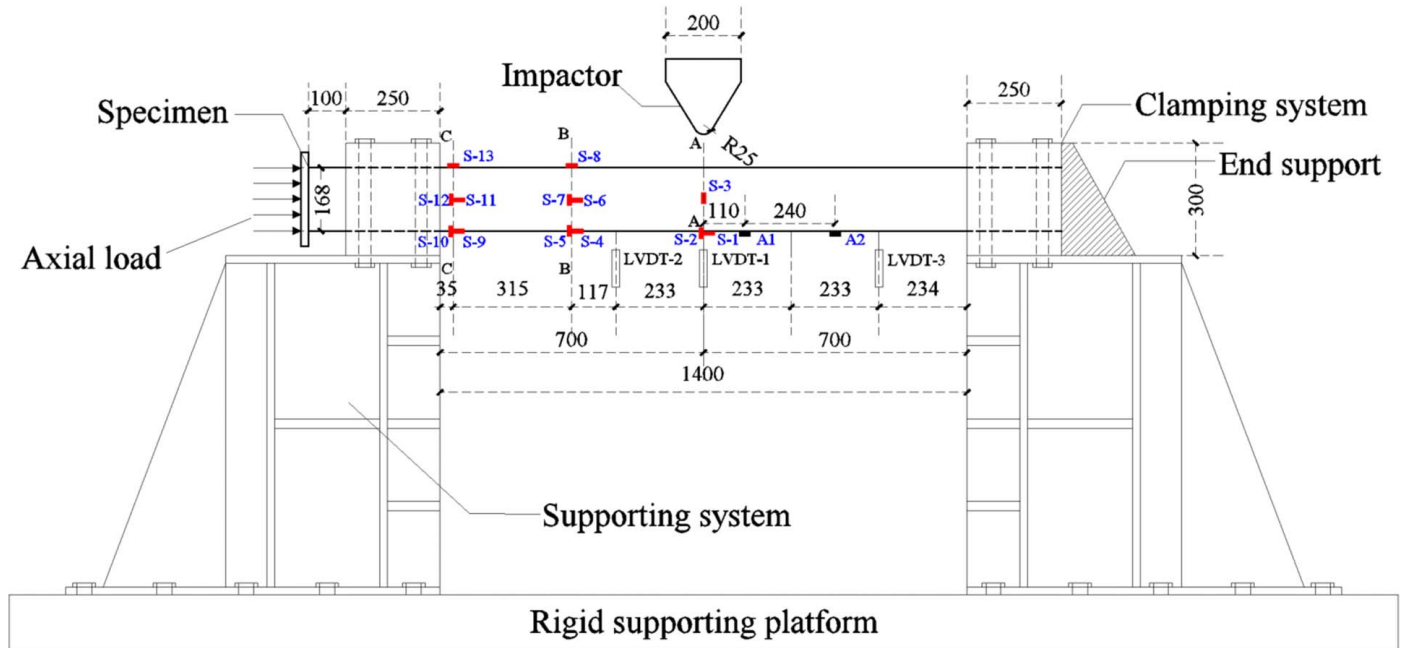 200
Impactor
R25
100
250
250
Specimen
Clamping system
End support
C
B
A
S-13
S-8
S-3
168
S-12
S-11
S-7
S-6
110
240
300
A
S-10
S-9
S-5
S-4
S-2
S-1
A1
A2
Axial load
C
B
LVDT-2
LVDT-1
LVDT-3
35
315
117
233
233
233
234
700
700
1400
Supporting system
Rigid supporting platform